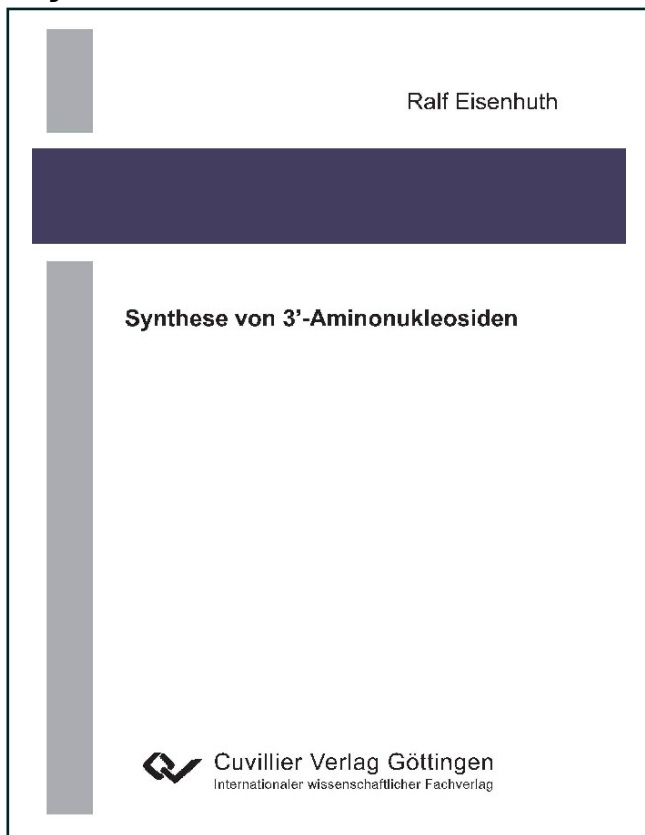 Ralf Eisenhuth
Synthese von 3'-Aminonukleosiden
Cuvillier Verlag Göttingen
Internationaler wissenschaftlicher Fachverlag